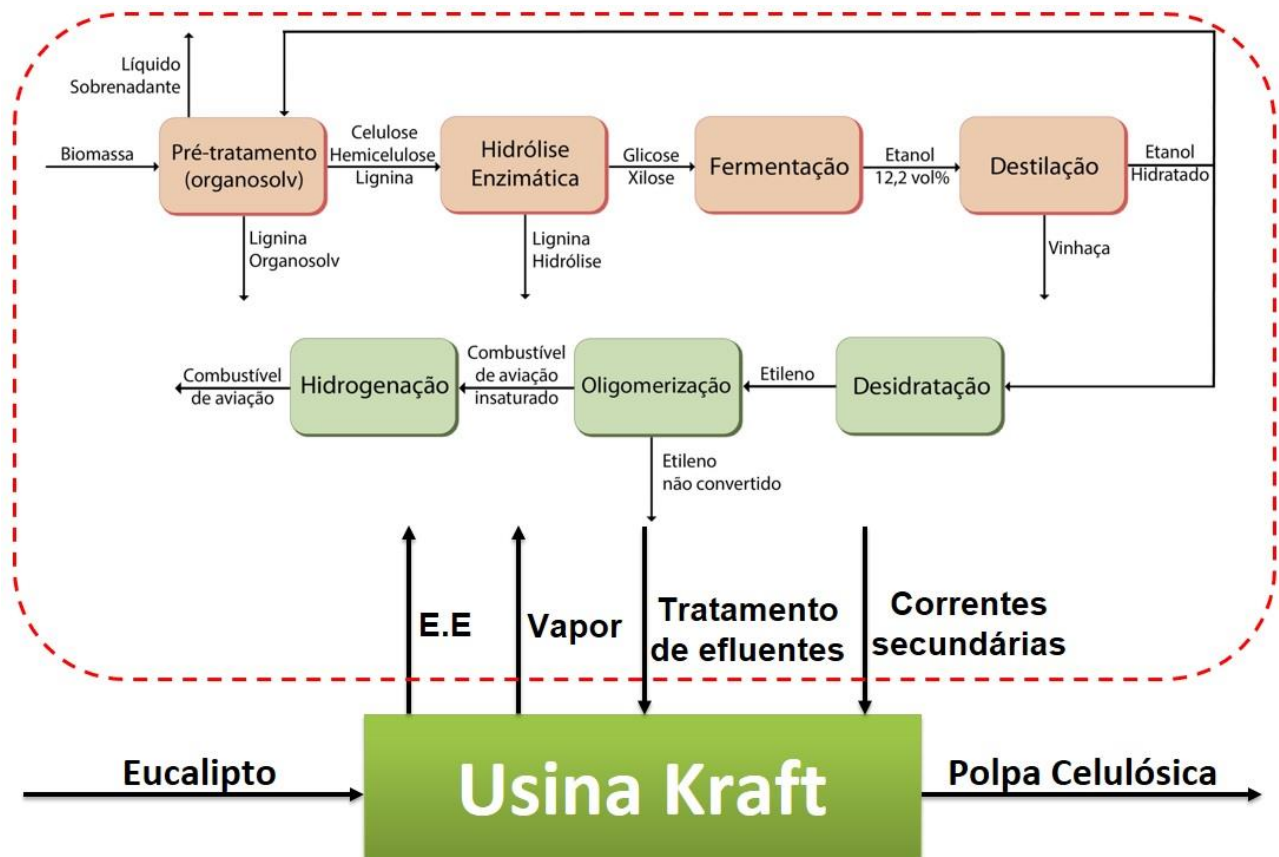 Líquido
Sobrenadante
Biomassa
Pré-tratamento
(organosolv)
Celulose
Hemicelulose
Lignina
Hidrólise
Enzimática
Glicose
Xilose
Fermentação
Etanol
12,2 vol%
Destilação
Etanol
Hidratado
Lignina
Organosolv
Lignina
Hidrólise
Vinhaça
Combustível
de aviação
Hidrogenação
Combustível
de aviação
insaturado
Oligomerização
Etileno
Desidratação
Etileno
não convertido
E.E
Vapor
Tratamento
de efluentes
Correntes
secundárias
Eucalipto
Usina Kraft
Polpa Celulósica